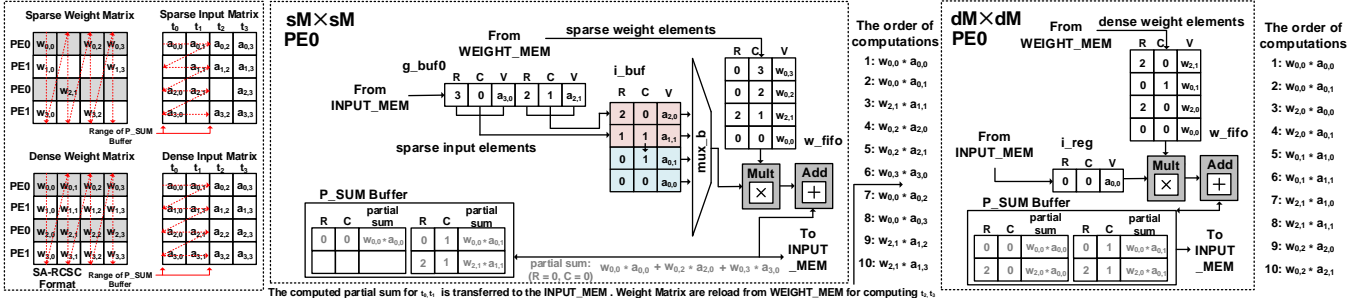 Sparse Weight Matrix
Sparse Input Matrix
t0 t1 t2 t3
PE0 w0,0 w0,2 w0,3 a0,0 a0,1 a0,2 a0,3
PE1 w1,0 w1,3 a1,1 a1,2 a1,3
PE0 w2,1 a2,0 a2,1 a2,3
PE1 w3,2 a3,0 a3,2 a3,3
Range of P_SUM
Buffer
Dense Weight Matrix
Dense Input Matrix
t0 t1 t2 t3
PE0 w0,0 w0,1 w0,2 w0,3 a0,0 a0,1 a0,2 a0,3
PE1 w1,0 w1,1 w1,2 w1,3 a1,0 a1,1 a1,2 a1,3
PE0 w2,0 w2,1 w2,2 w2,3 a2,0 a2,1 a2,2 a2,3
PE1 w3,0 w3,1 w3,2 w3,3 a3,0 a3,1 a3,2 a3,3
SA-RCSC
Format
Range of P_SUM
Buffer
sM×sM
PE0
From
WEIGHT_MEM
sparse weight elements
R C V
0 3 w0,3
0 2 w0,2
2 1 w2,1
0 0 w0,0
w_fifo
g_buf0
R C V R C V
3 0 a3,0 2 1 a2,1
From
INPUT_MEM
sparse input elements
i_buf
R C V
2 0 a2,0
1 1 a1,1
0 1 a0,1
0 0 a0,0
mux_b
Mult
×
Add
+
P_SUM Buffer
R C partial sum R C partial sum
0 0 w0,0*a0,0 0 1 w0,0*a0,1
2 1 w2,1*a1,1
partial sum:
(R = 0, C = 0)
w0,0 * a0,0 + w0,2 * a2,0 + w0,3 * a3,0
To
INPUT
_MEM
The order of
computations
1: w0,0 * a0,0
2: w0,0 * a0,1
3: w2,1 * a1,1
4: w0,2 * a2,0
5: w0,2 * a2,1
6: w0,3 * a3,0
7: w0,0 * a0,2
8: w0,0 * a0,3
9: w2,1 * a1,2
10: w2,1 * a1,3
dM×dM
PE0
dense weight elements
From
WEIGHT_MEM
R C V
2 0 w2,1
0 1 w0,1
2 0 w2,0
0 0 w0,0
w_fifo
From
INPUT_MEM
i_reg
R C V
0 0 a0,0
Mult
×
Add
+
P_SUM Buffer
R C partial sum R C partial sum
0 0 w0,0*a0,0 0 1 w0,0*a0,1
2 0 w2,0*a0,0 2 1 w2,0*a0,1
To
INPUT
_MEM
The order of
computations
1: w0,0 * a0,0
2: w0,0 * a0,1
3: w2,0 * a0,0
4: w2,0 * a0,1
5: w0,1 * a1,0
6: w0,1 * a1,1
7: w2,1 * a1,0
8: w2,1 * a1,1
9: w0,2 * a2,0
10: w0,2 * a2,1
The computed partial sum for t0,t1 is transferred to the INPUT_MEM . Weight Matrix are reload from WEIGHT_MEM for computing t2,t3